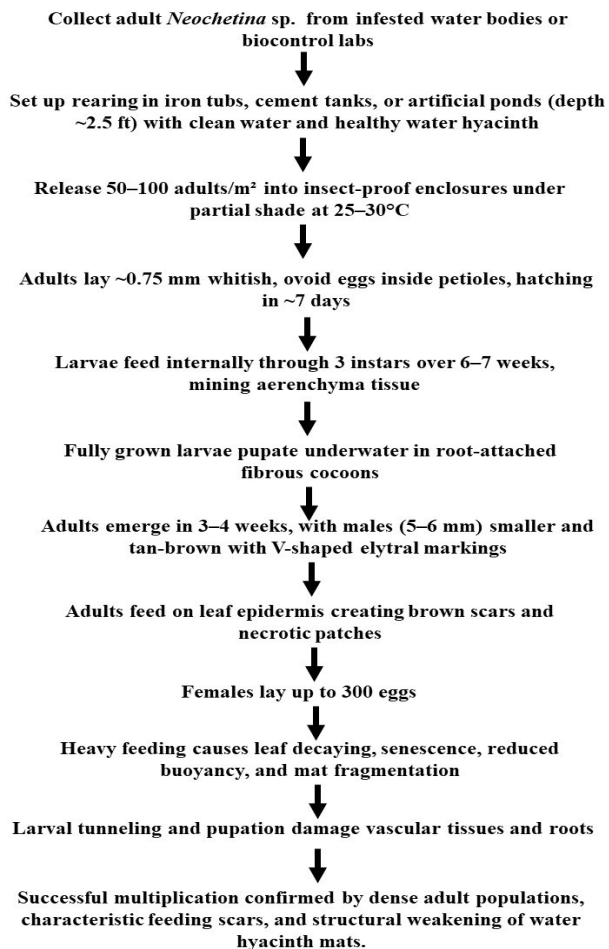 Collect adult Neochetina sp. from infested water bodies or
biocontrol labs
Set up rearing in iron tubs, cement tanks, or artificial ponds (depth
~2.5 ft) with clean water and healthy water hyacinth
Release 50–100 adults/m² into insect-proof enclosures under
partial shade at 25–30°C
Adults lay ~0.75 mm whitish, ovoid eggs inside petioles, hatching
in ~7 days
Larvae feed internally through 3 instars over 6–7 weeks,
mining aerenchyma tissue
Fully grown larvae pupate underwater in root-attached
fibrous cocoons
Adults emerge in 3–4 weeks, with males (5–6 mm) smaller and
tan-brown with V-shaped elytral markings
Adults feed on leaf epidermis creating brown scars and
necrotic patches
Females lay up to 300 eggs
Heavy feeding causes leaf decaying, senescence, reduced
buoyancy, and mat fragmentation
Larval tunneling and pupation damage vascular tissues and roots
Successful multiplication confirmed by dense adult populations,
characteristic feeding scars, and structural weakening of water
hyacinth mats.